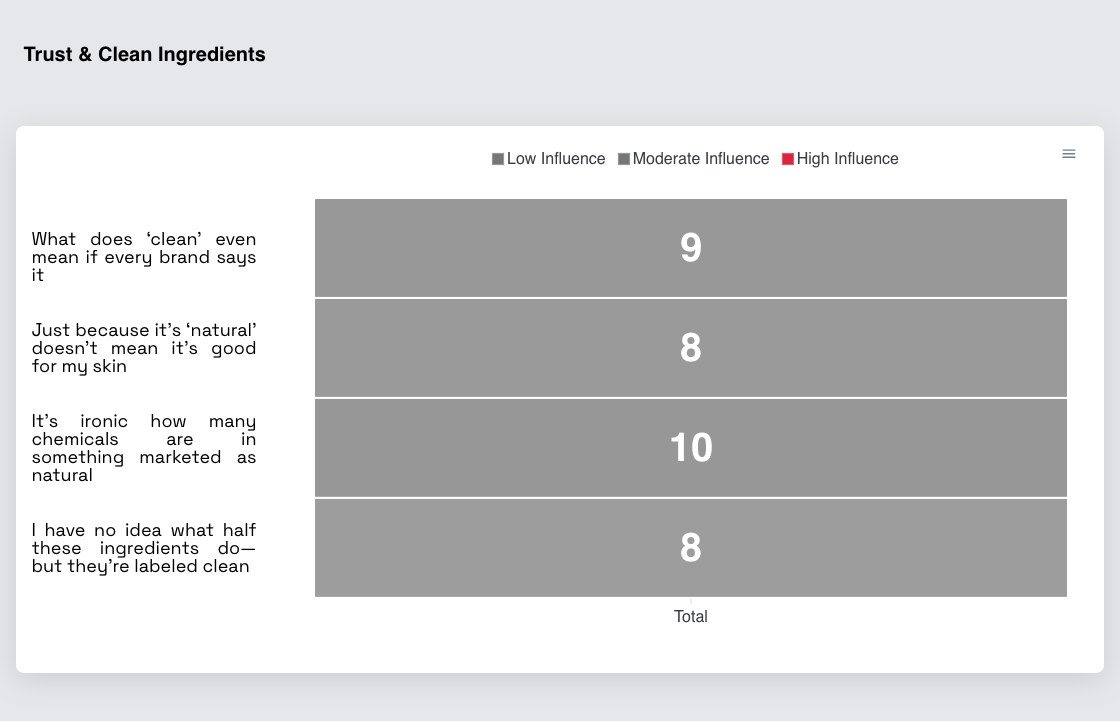 Trust & Clean Ingredients
Low Influence Moderate Influence High Influence
What does ‘clean’ even
mean if every brand says
it
9
Just because it’s ‘natural’
doesn’t mean it’s good
for my skin
8
It’s ironic how many
chemicals are in
something marketed as
natural
10
I have no idea what half
these ingredients do—
but they’re labeled clean
8
Total